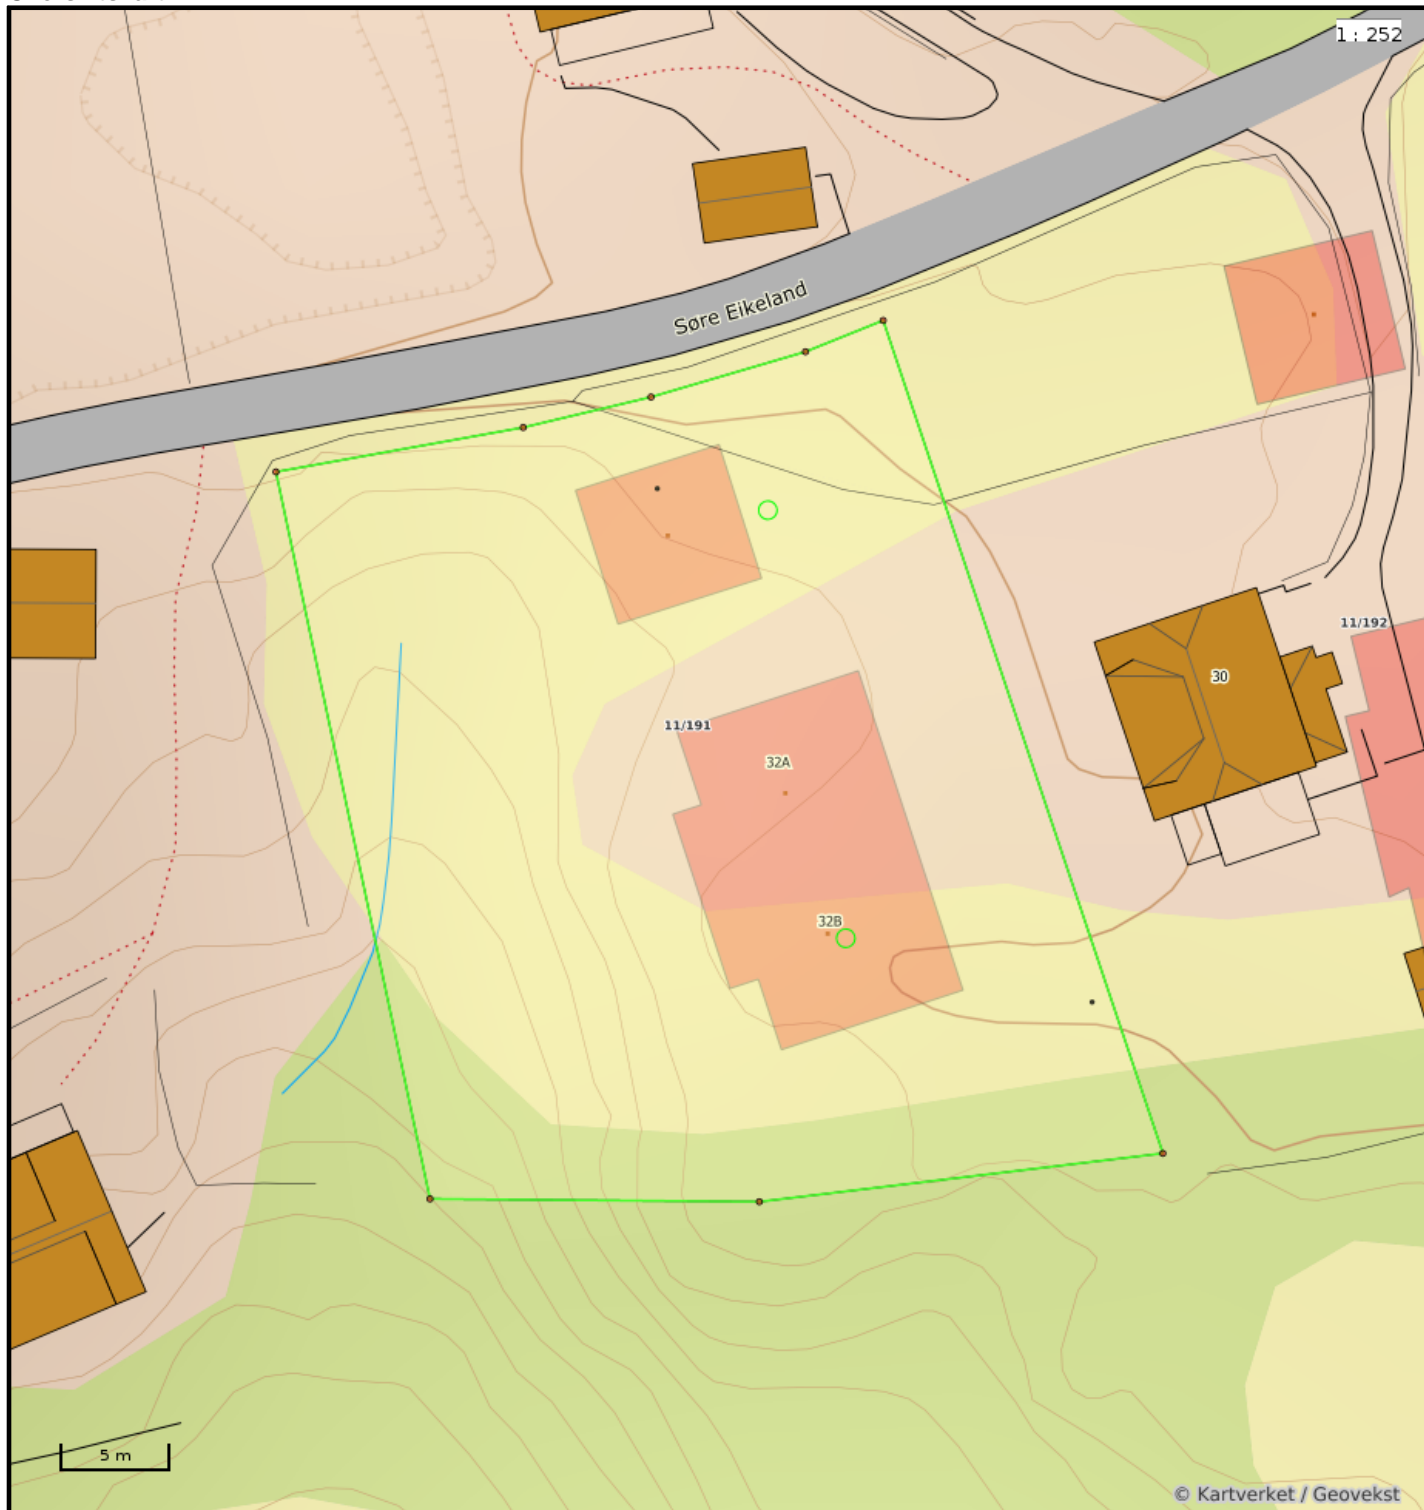 1 : 252
Søre Eikeland
11/192
30
11/191
32A
32B
5 m
© Kartverket / Geovekst